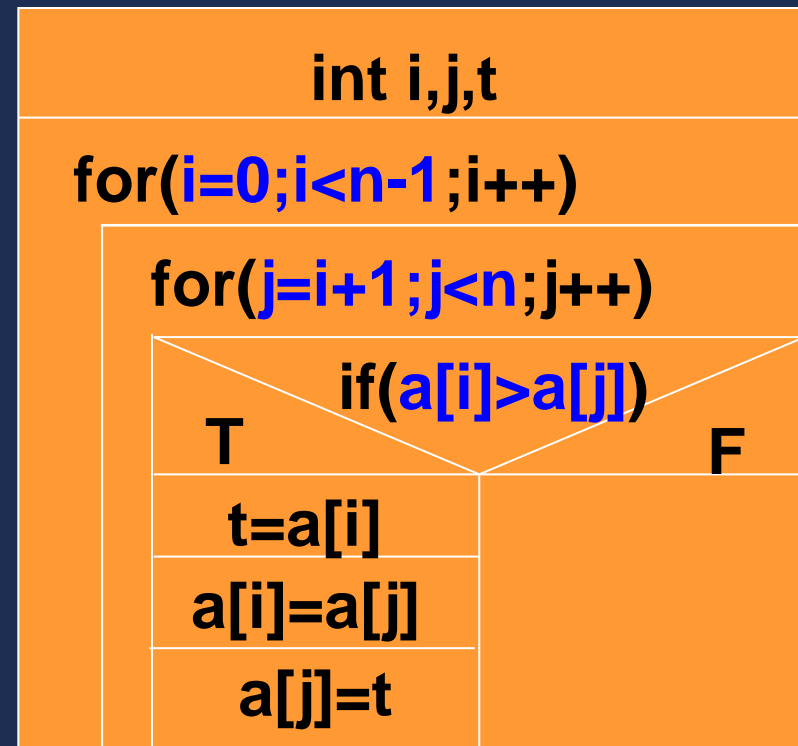 int i,j,t
for(i=0;i<n-1;i++)
for(j=i+1;j<n;j++)
if(a[i]>a[j])
T
F
t=a[i]
a[i]=a[j]
a[j]=t